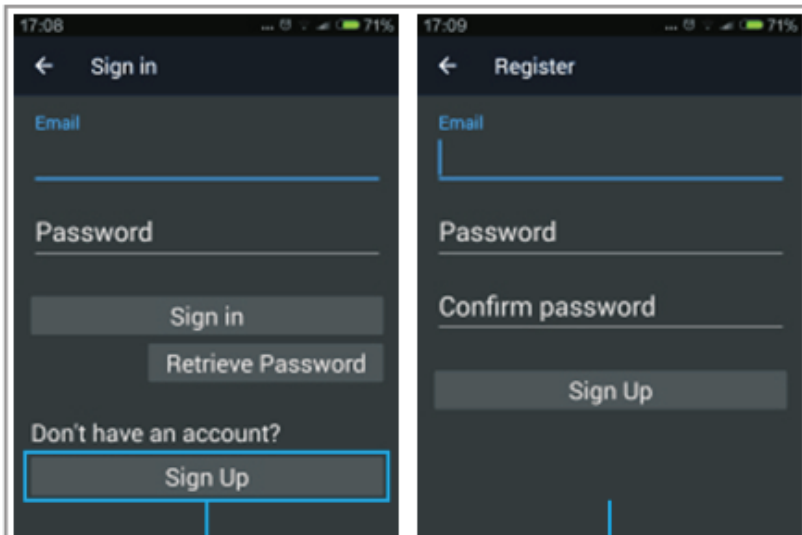 17:08 ... 71%
Sign in
Email
Password
Sign in
Retrieve Password
Don't have an account?
Sign Up
17:09 ... 71%
Register
Email
Password
Confirm password
Sign Up